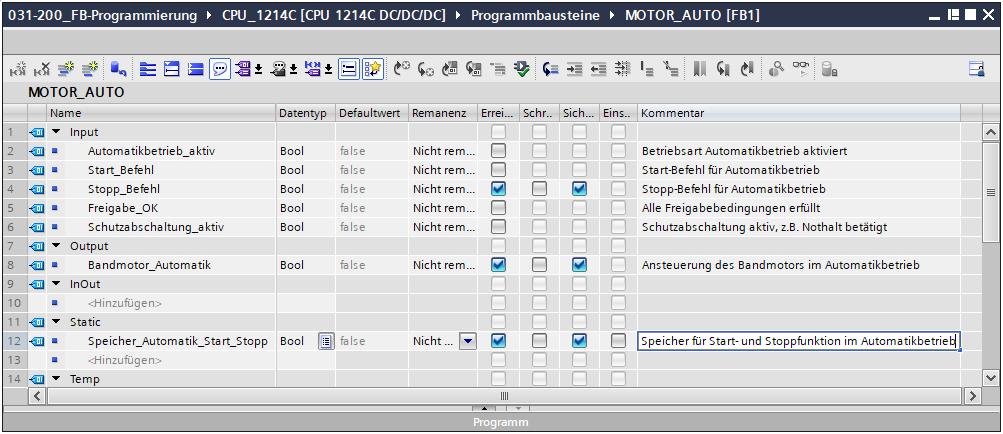 031-200_FB-Programmierung ▸ CPU_1214C [CPU 1214C DC/DC/DC] ▸ Programmbausteine ▸ MOTOR_AUTO [FB1]
MOTOR_AUTO
Name Datentyp Defaultwert Remanenz Errei... Schr... Sich... Eins... Kommentar
1 Input
2 Automatikbetrieb_aktiv Bool false Nicht rem... Betriebsart Automatikbetrieb aktiviert
3 Start_Befehl Bool false Nicht rem... Start-Befehl für Automatikbetrieb
4 Stopp_Befehl Bool false Nicht rem... Stopp-Befehl für Automatikbetrieb
5 Freigabe_OK Bool false Nicht rem... Alle Freigabebedingungen erfüllt
6 Schutzabschaltung_aktiv Bool false Nicht rem... Schutzabschaltung aktiv, z.B. Nothalt betätigt
7 Output
8 Bandmotor_Automatik Bool false Nicht rem... Ansteuerung des Bandmotors im Automatikbetrieb
9 InOut
10 <Hinzufügen>
11 Static
12 Speicher_Automatik_Start_Stopp Bool false Nicht ... Speicher für Start- und Stoppfunktion im Automatikbetrieb
13 <Hinzufügen>
14 Temp
Programm